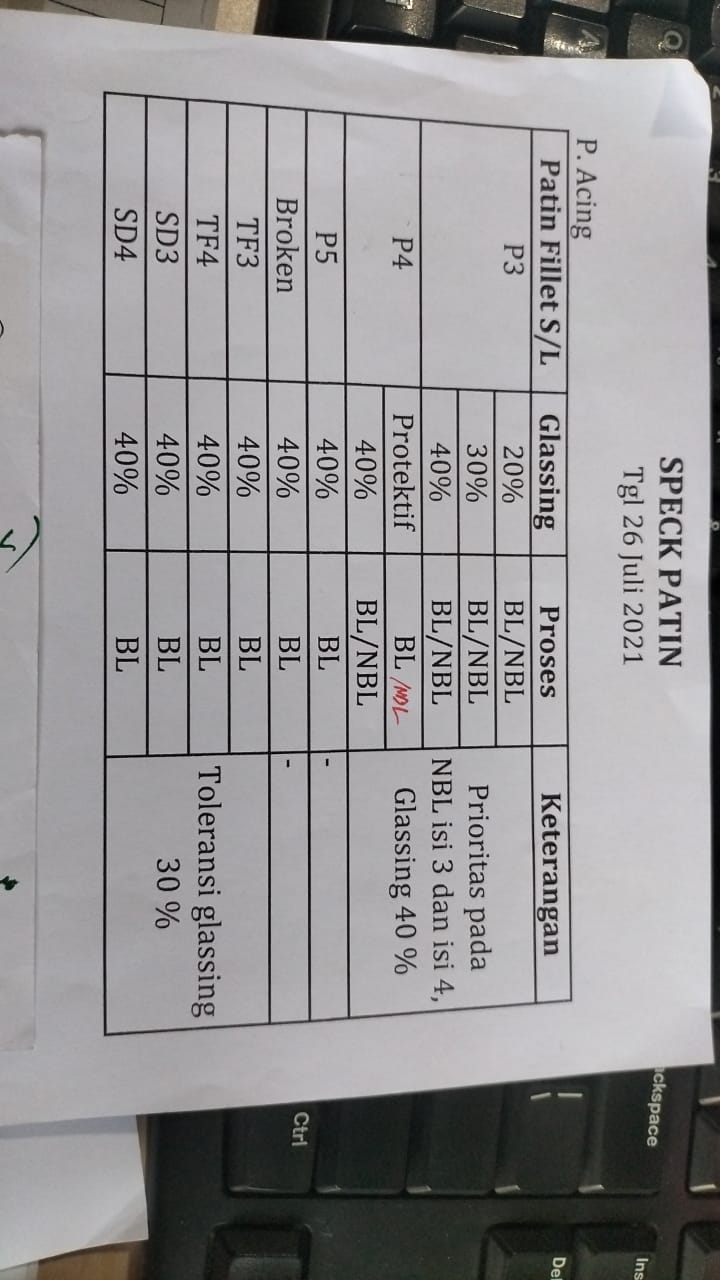 SPECK PATIN
Tgl 26 Juli 2021
P. Acing
Patin Fillet S/L Glassing Proses Keterangan
P3 20% BL/NBL
30% BL/NBL
40% BL/NBL
Prioritas pada
NBL isi 3 dan isi 4,
Glassing 40 %
P4 Protektif BL /NBL
40% BL/NBL
P5 40% BL -
Broken 40% BL -
TF3 40% BL
TF4 40% BL
SD3 40% BL
SD4 40% BL
Toleransi glassing
30 %
ackspace
Ctrl
Ins
Del